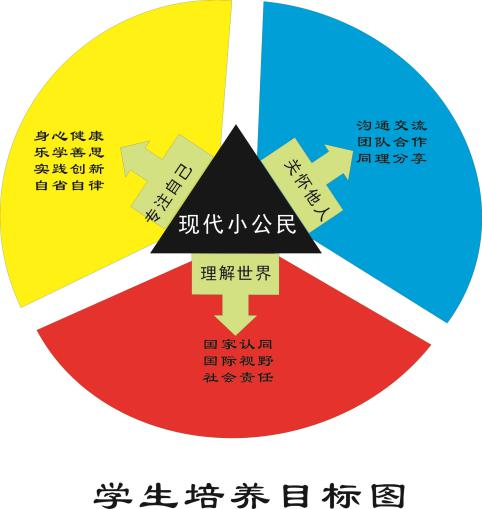 身心健康
乐学善思
实践创新
自省自律
专注自己
沟通交流
团队合作
同理分享
关怀他人
现代小公民
理解世界
国家认同
国际视野
社会责任
学生培养目标图